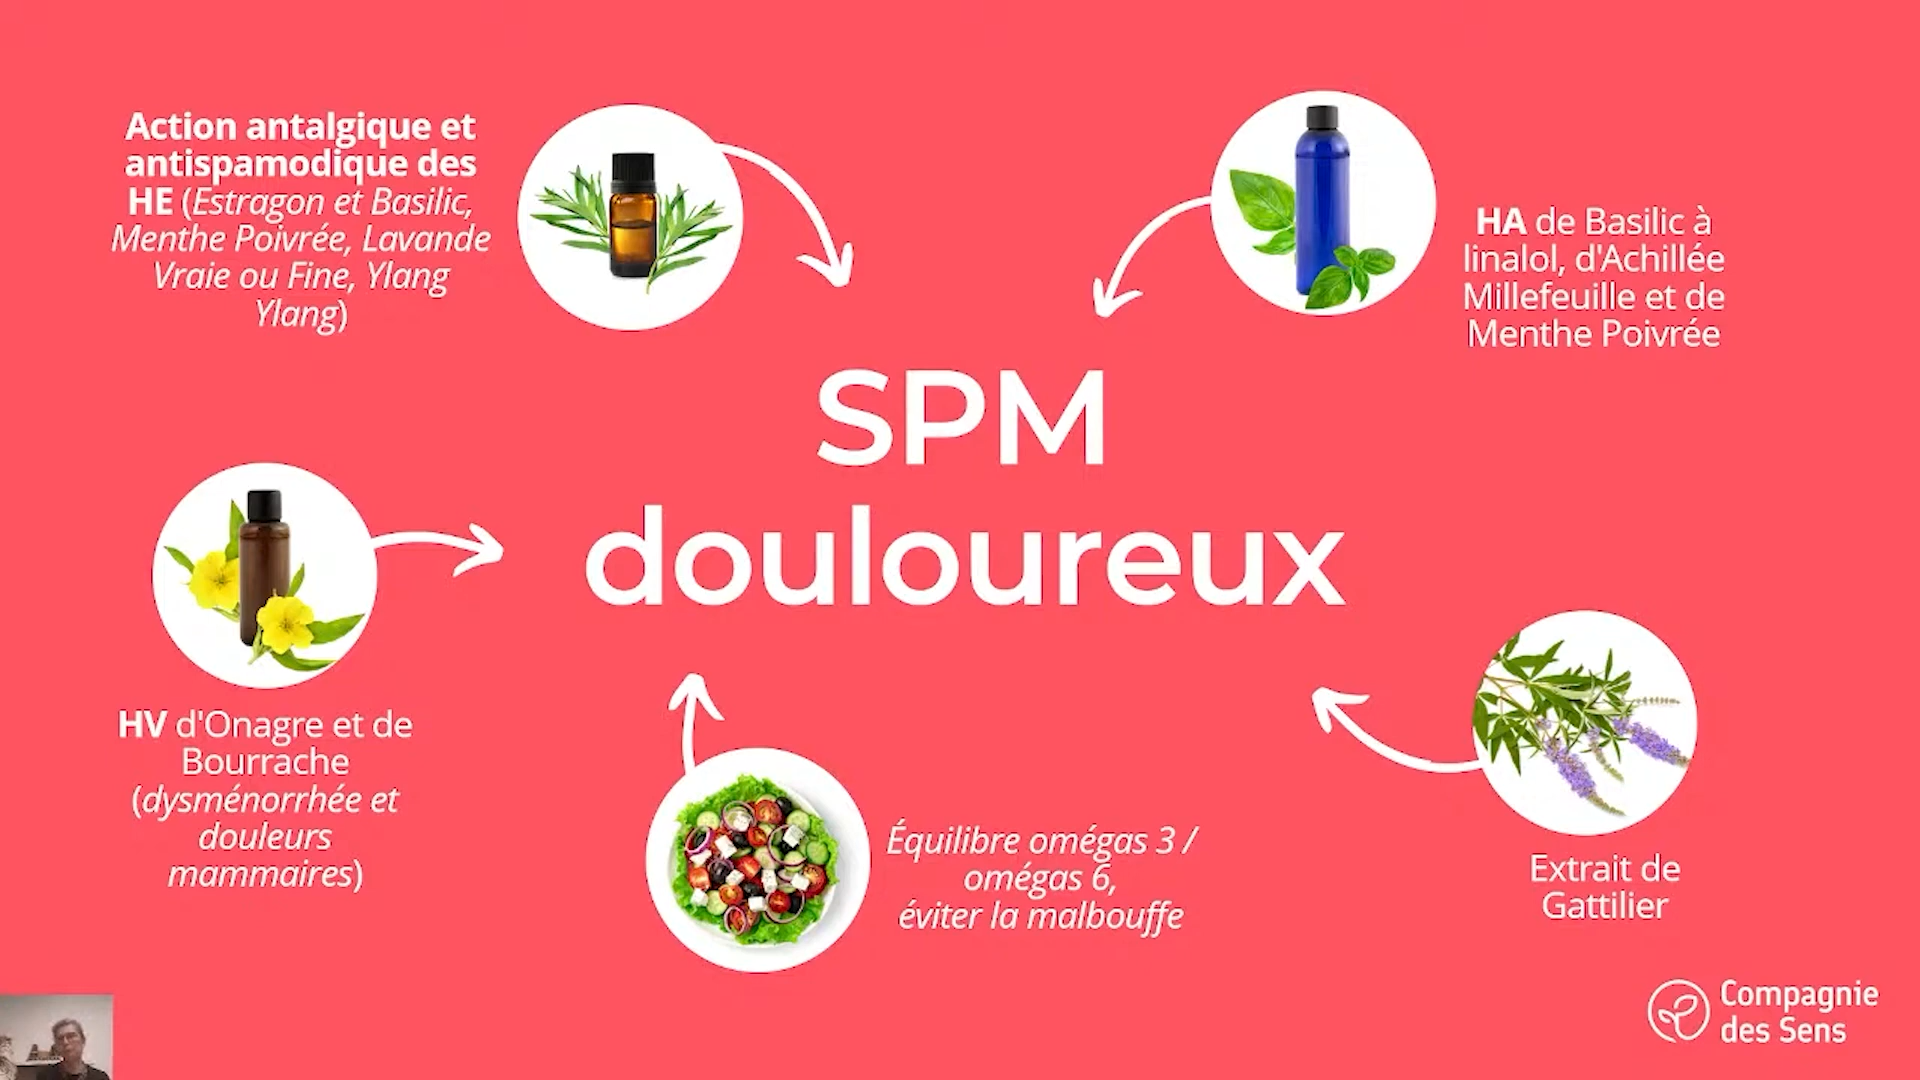 Action antalgique et
antispamodique des
HE (Estragon et Basilic,
Menthe Poivrée, Lavande
Vraie ou Fine, Ylang
Ylang)
HA de Basilic à
linalol, d'Achillée
Millefeuille et de
Menthe Poivrée
SPM
douloureux
HV d'Onagre et de
Bourrache
(dysménorrhée et
douleurs
mammaires)
Équilibre omégas 3 /
omégas 6,
éviter la malbouffe
Extrait de
Gattilier
Compagnie
des Sens